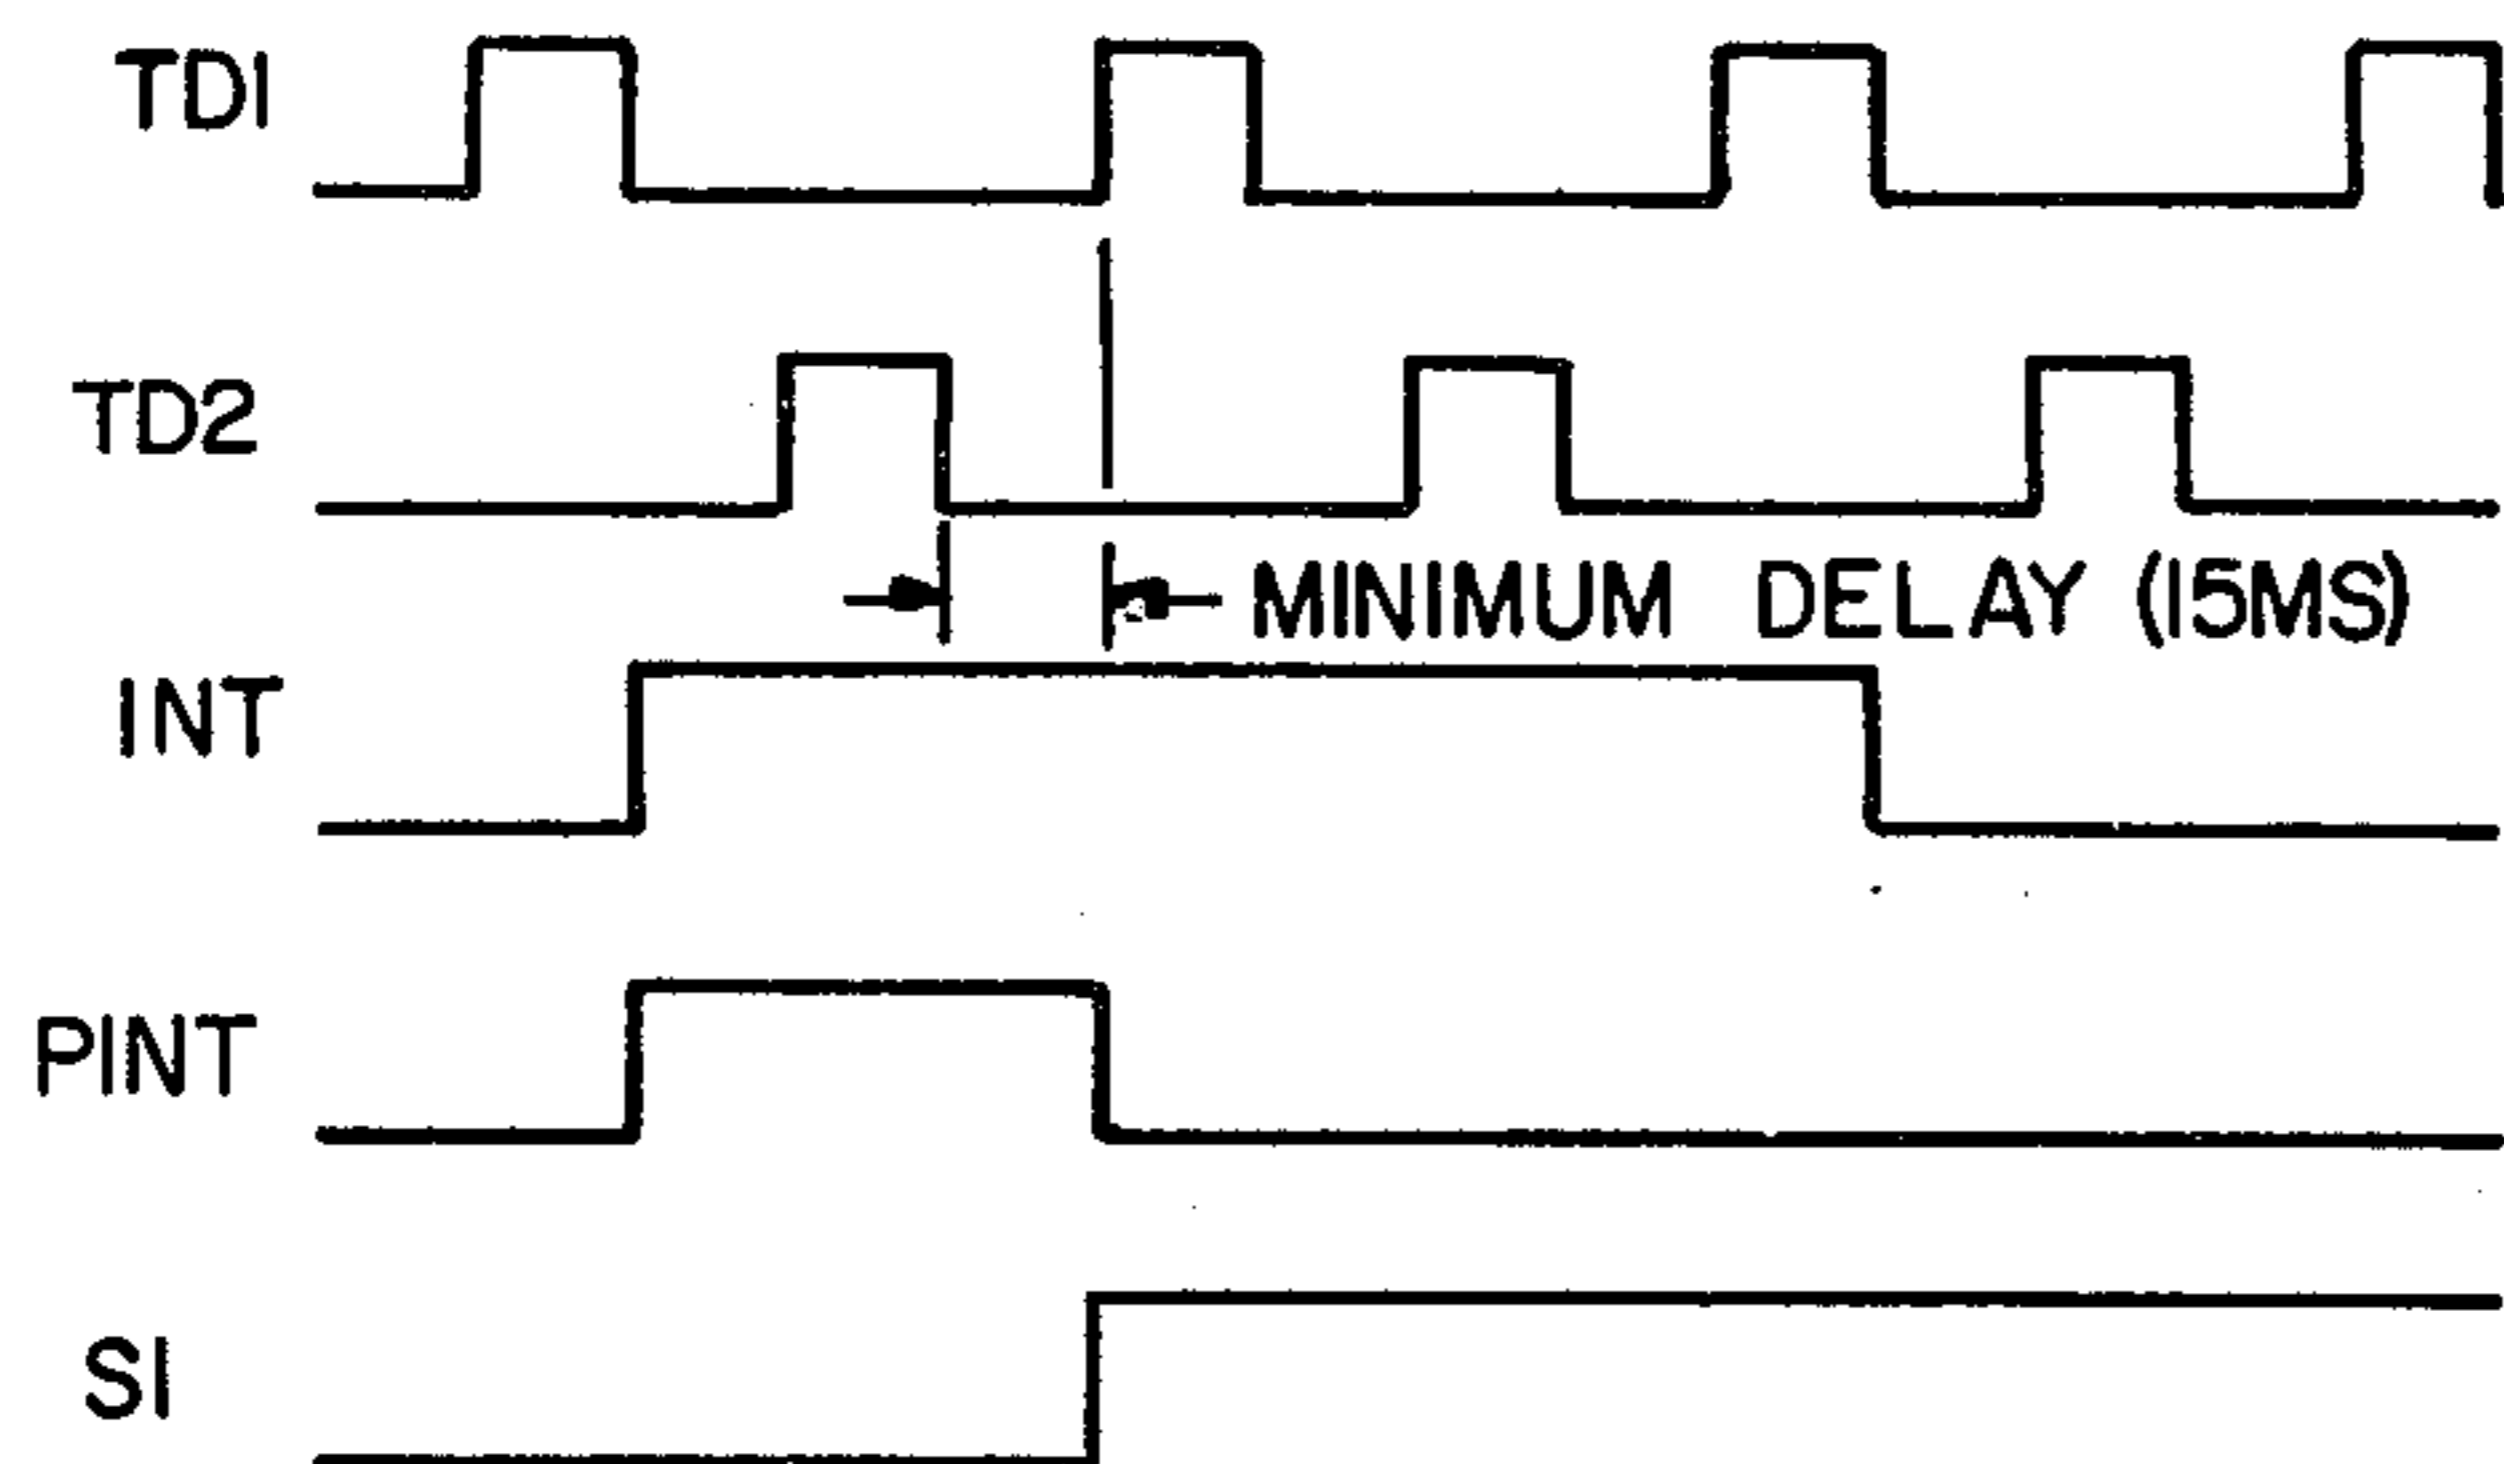 TD1
TD2
MINIMUM DELAY (15MS)
INT
PINT
SI